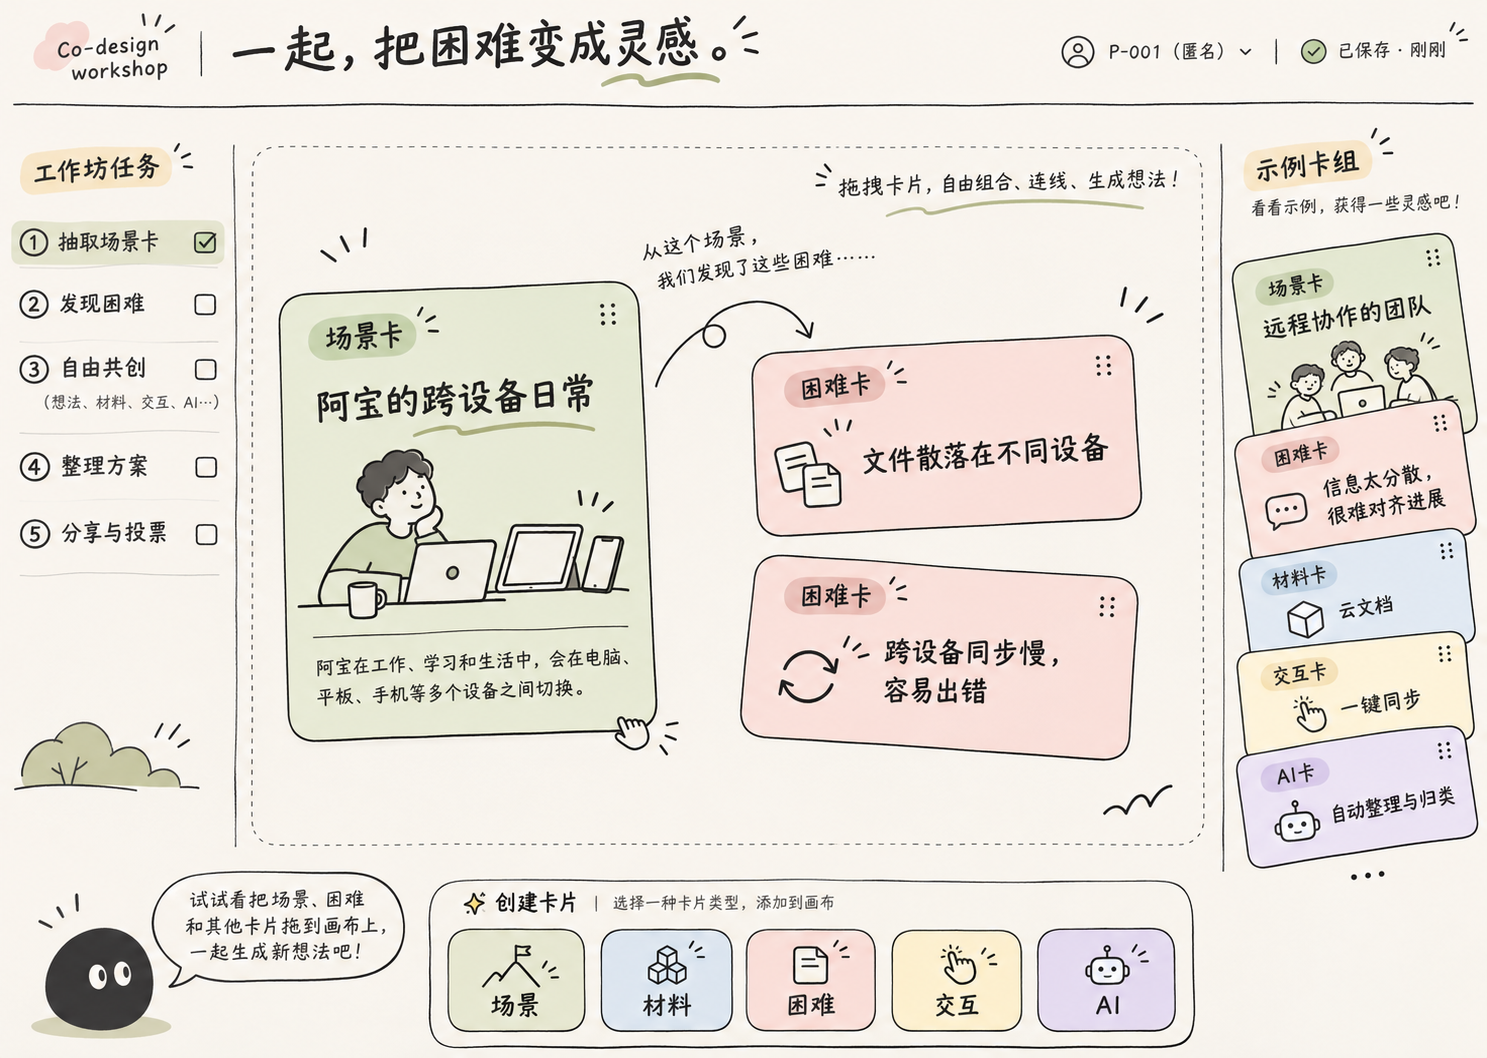 Co-design
workshop
一起，把困难变成灵感。
P-001（匿名）
已保存 · 刚刚
工作坊任务
① 抽取场景卡
② 发现困难
③ 自由共创
（想法、材料、交互、AI…）
④ 整理方案
⑤ 分享与投票
拖拽卡片，自由组合、连线、生成想法！
从这个场景，
我们发现了这些困难……
场景卡
阿宝的跨设备日常
阿宝在工作、学习和生活中，会在电脑、
平板、手机等多个设备之间切换。
困难卡
文件散落在不同设备
困难卡
跨设备同步慢，
容易出错
示例卡组
看看示例，获得一些灵感吧！
场景卡
远程协作的团队
困难卡
信息太分散，
很难对齐进展
材料卡
云文档
交互卡
一键同步
AI卡
自动整理与归类
试试看把场景、困难
和其他卡片拖到画布上，
一起生成新想法吧！
创建卡片 | 选择一种卡片类型，添加到画布
场景
材料
困难
交互
AI